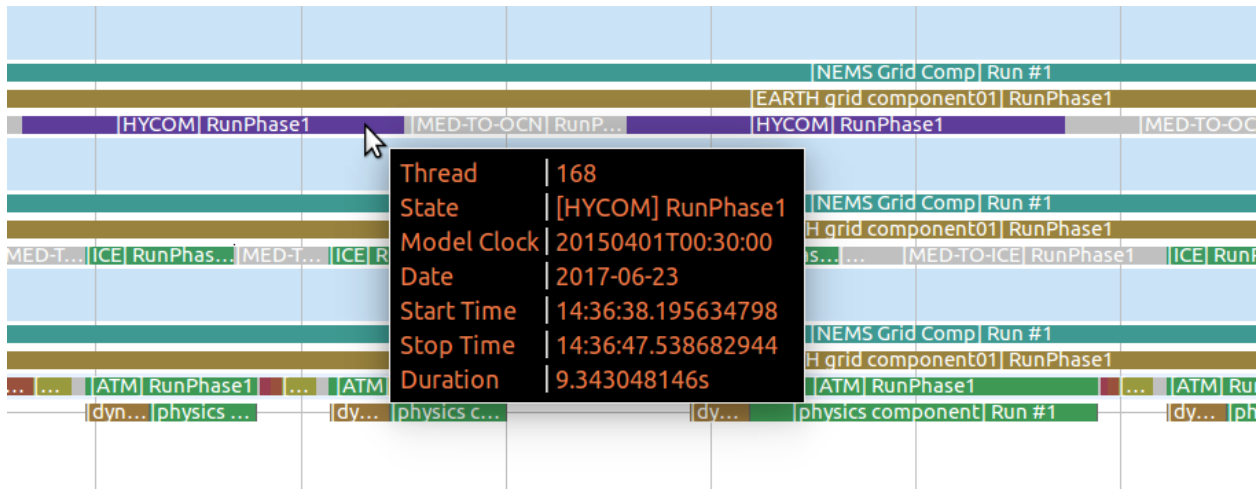 |NEMS Grid Comp| Run #1
|EARTH grid component01| RunPhase1
|HYCOM| RunPhase1 |MED-TO-OCN| RunP... |HYCOM| RunPhase1 |MED-TO-OC
Thread | 168
State | [HYCOM] RunPhase1
Model Clock | 20150401T00:30:00
Date | 2017-06-23
Start Time | 14:36:38.195634798
Stop Time | 14:36:47.538682944
Duration | 9.343048146s
|NEMS Grid Comp| Run #1
H grid component01| RunPhase1
MED-T... |ICE| RunPhas... |MED-T... |ICE| R s... ... |MED-TO-ICE| RunPhase1 |ICE| RunP
|NEMS Grid Comp| Run #1
H grid component01| RunPhase1
... |... |ATM| RunPhase1 |... |ATM |ATM| RunPhase1 |... |ATM| Ru
|dyn... |physics ... |dy... |physics c... |dy... |physics component| Run #1 |dy... |ph